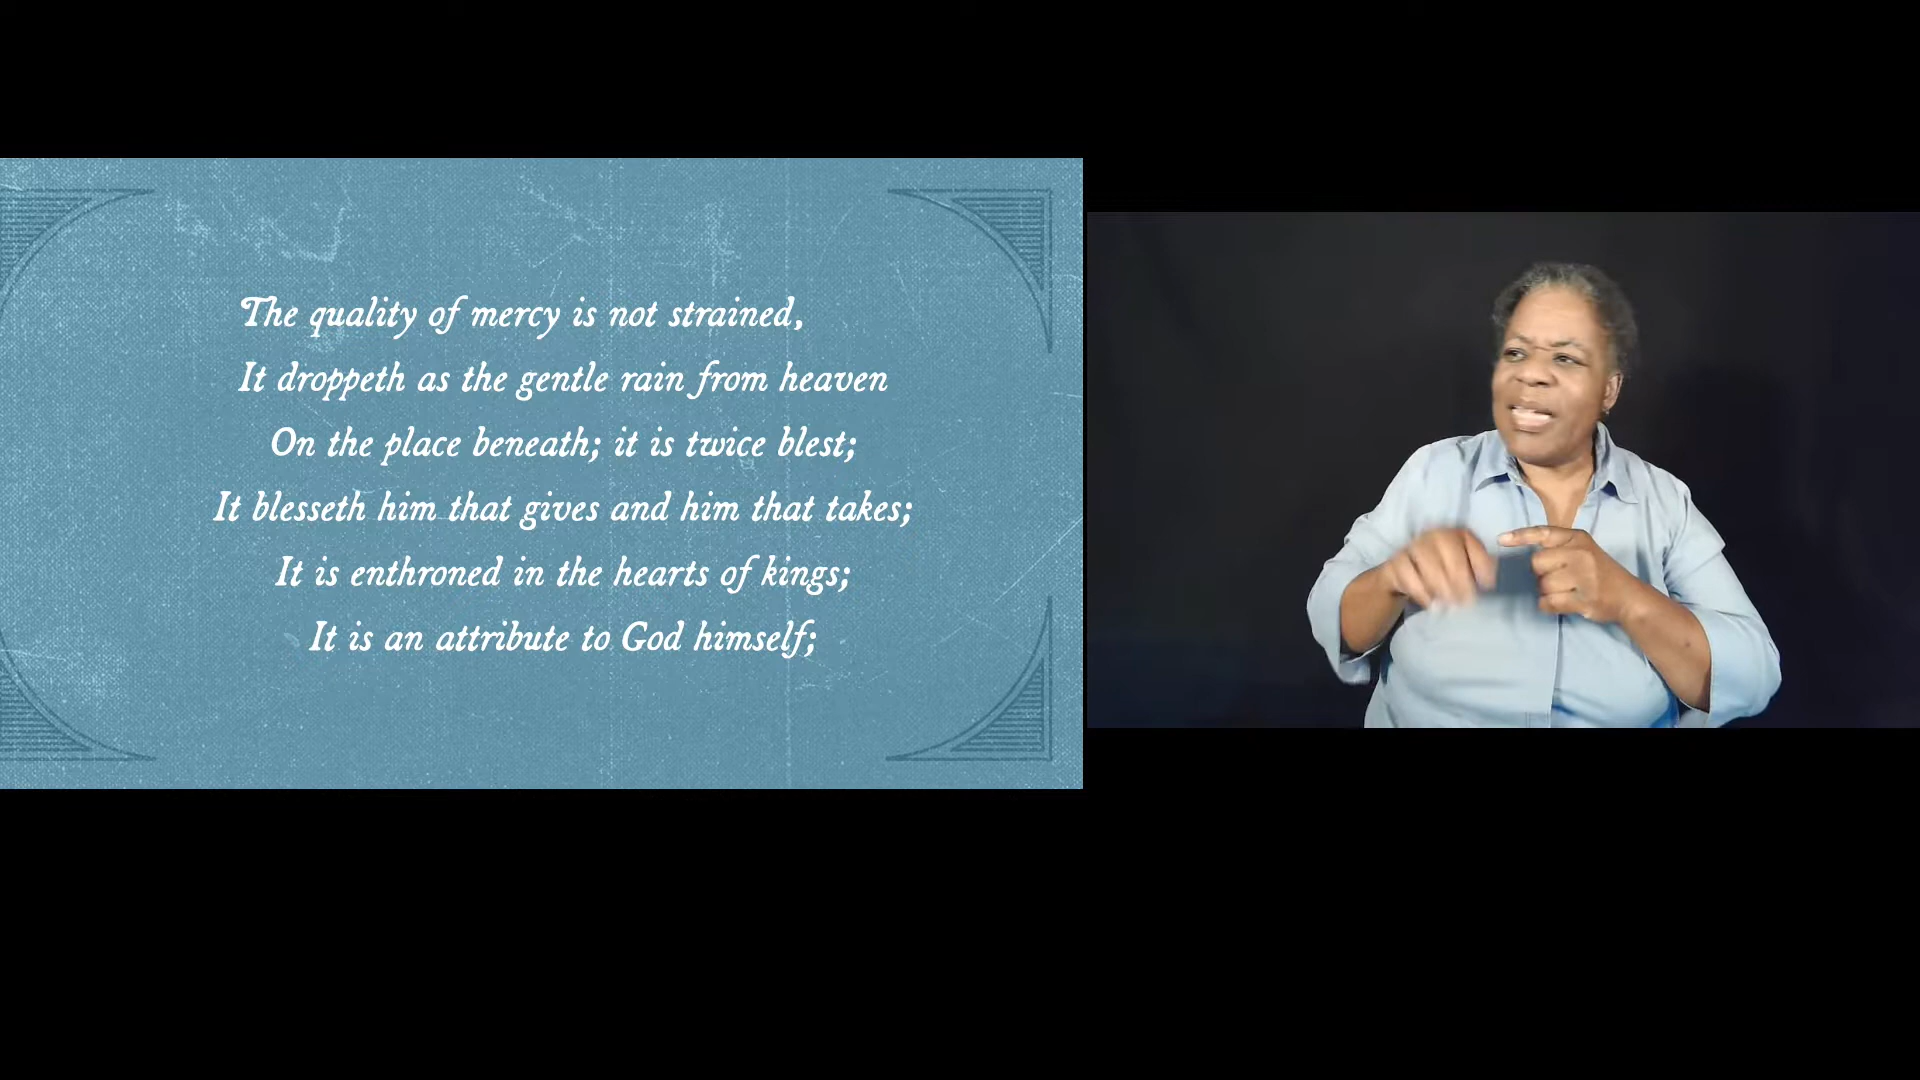 The quality of mercy is not strained,
It droppeth as the gentle rain from heaven
On the place beneath; it is twice blest;
It blesseth him that gives and him that takes;
It is enthroned in the hearts of kings;
It is an attribute to God himself;